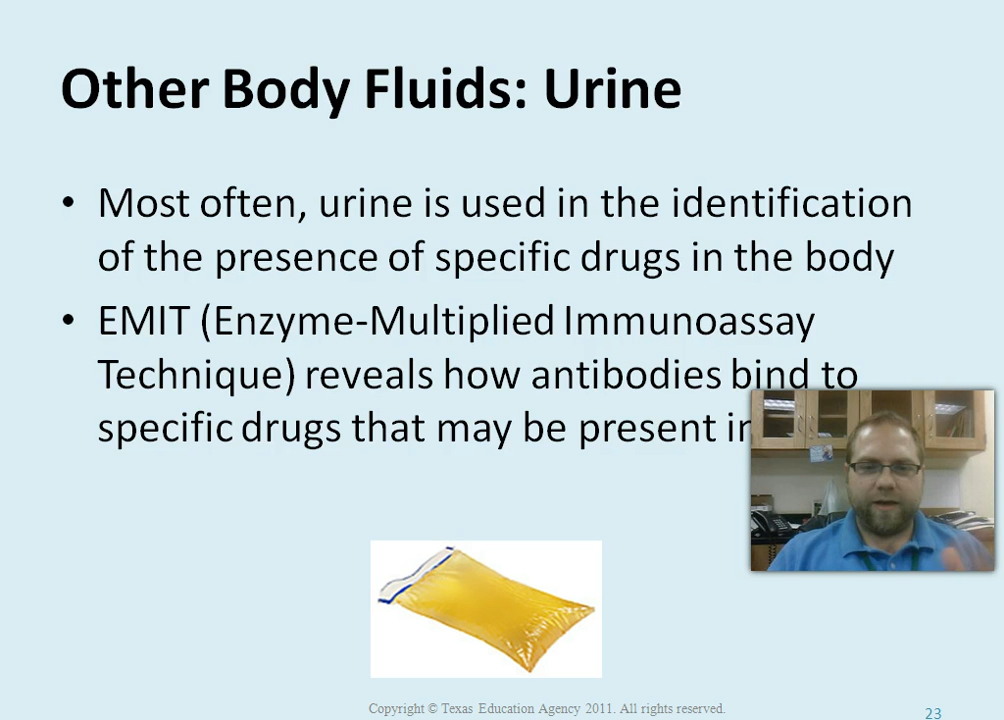 Other Body Fluids: Urine
• Most often, urine is used in the identification
of the presence of specific drugs in the body
• EMIT (Enzyme-Multiplied Immunoassay
Technique) reveals how antibodies bind to
specific drugs that may be present in
Copyright © Texas Education Agency 2011. All rights reserved.
23